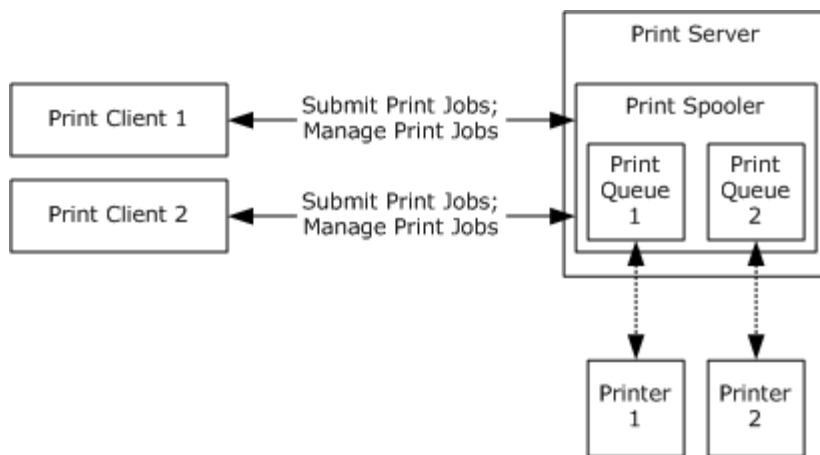 Print Server
Print Client 1
Submit Print Jobs;
Manage Print Jobs
Print Spooler
Print Queue 1
Print Queue 2
Print Client 2
Submit Print Jobs;
Manage Print Jobs
Printer 1
Printer 2